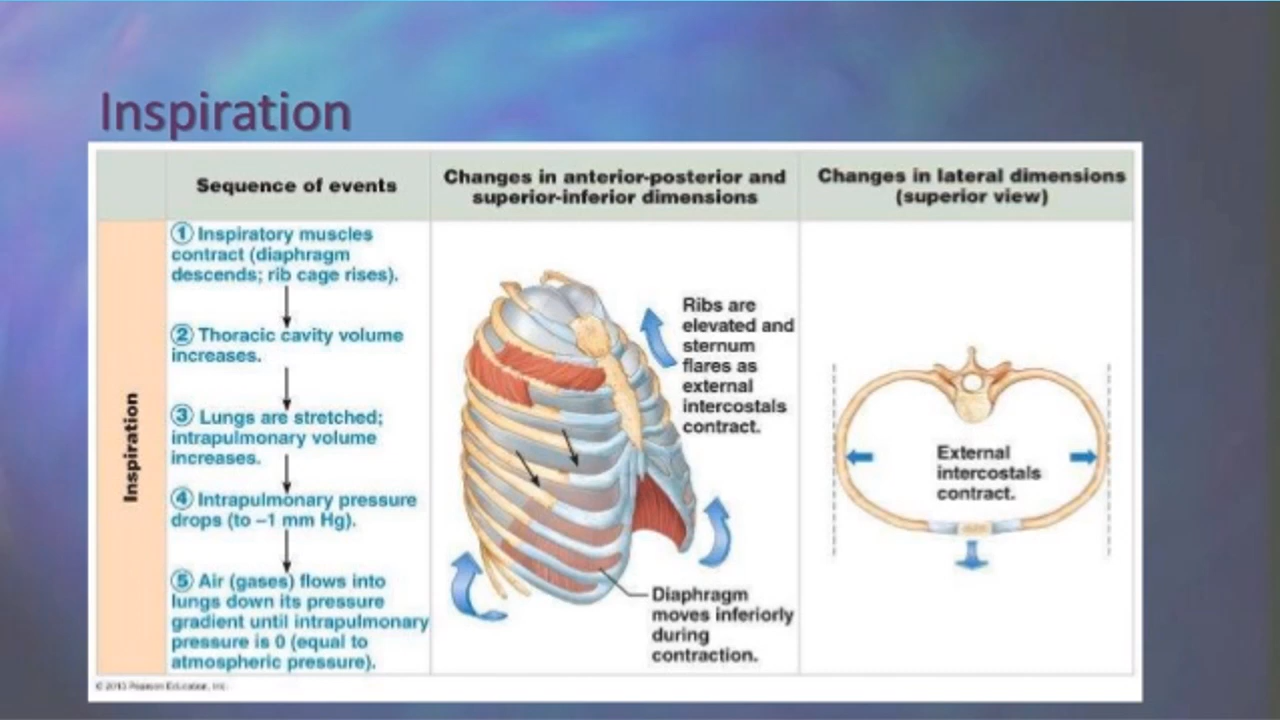 Inspiration
Sequence of events
Changes in anterior-posterior and
superior-inferior dimensions
Changes in lateral dimensions
(superior view)
Inspiration
① Inspiratory muscles
contract (diaphragm
descends; rib cage rises).
② Thoracic cavity volume
increases.
③ Lungs are stretched;
intrapulmonary volume
increases.
④ Intrapulmonary pressure
drops (to –1 mm Hg).
⑤ Air (gases) flows into
lungs down its pressure
gradient until intrapulmonary
pressure is 0 (equal to
atmospheric pressure).
Ribs are
elevated and
sternum
flares as
external
intercostals
contract.
Diaphragm
moves inferiorly
during
contraction.
External
intercostals
contract.
© 2013 Pearson Education, Inc.